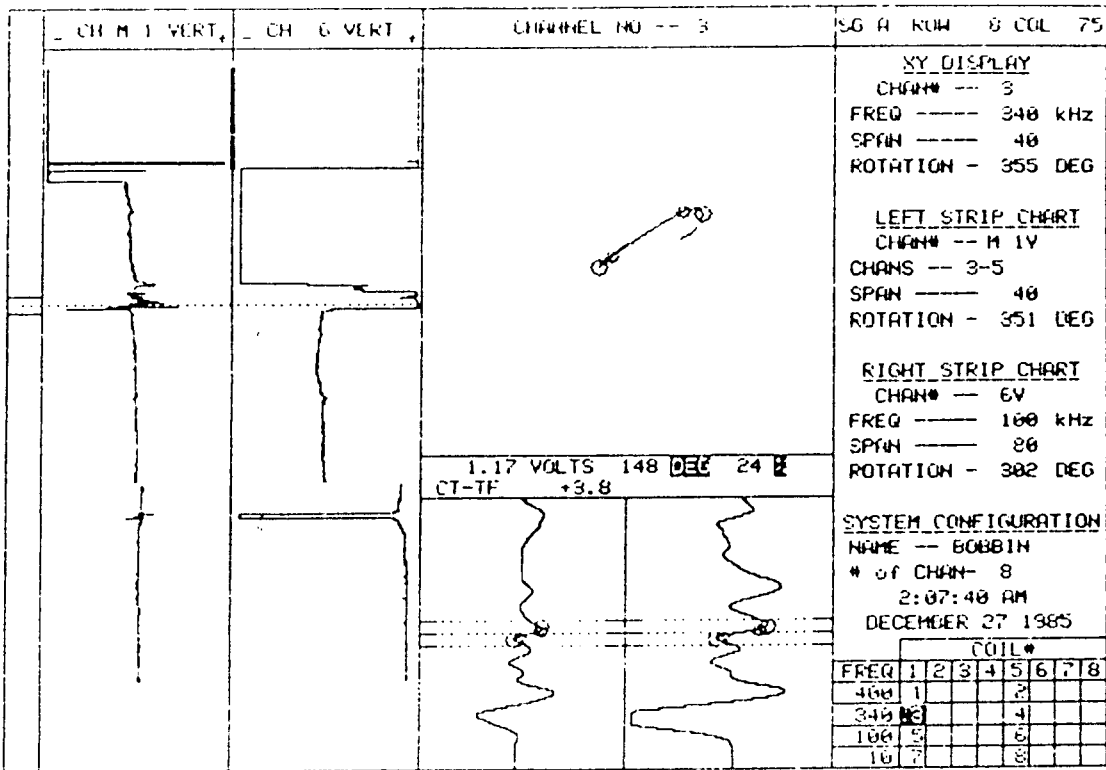 _ CH M 1 VERT +
_ CH 6 VERT +
CHANNEL NO -- 3
SG A ROW 8 COL 75
XY DISPLAY
CHAN# --- 3
FREQ ----- 340 kHz
SPAN ----- 40
ROTATION - 355 DEG
LEFT STRIP CHART
CHAN# -- M 1V
CHANS -- 3-5
SPAN ----- 40
ROTATION - 351 DEG
RIGHT STRIP CHART
CHAN# --- 6V
FREQ ----- 100 kHz
SPAN ----- 80
ROTATION - 302 DEG
1.17 VOLTS 148 DEG 24
CT-TF +3.8
SYSTEM CONFIGURATION
NAME -- BOBBIN
# of CHAN- 8
2:07:40 AM
DECEMBER 27 1985
COIL#
FREQ 1 2 3 4 5 6 7 8
400 1 2
340 3 4
100 5 6
10 7 8